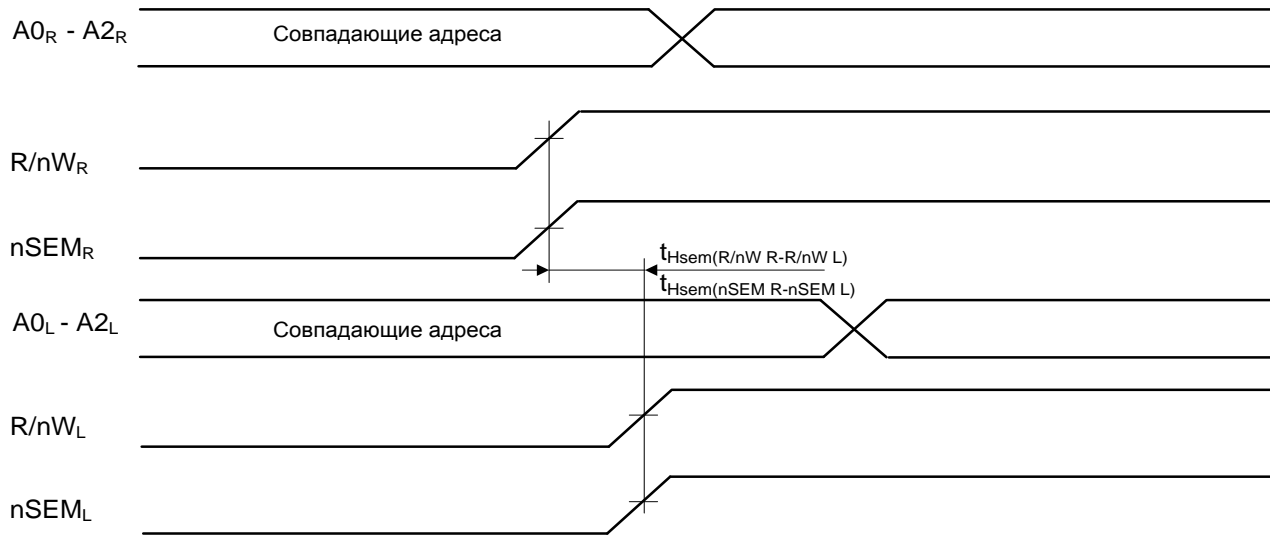 A0R - A2R
Совпадающие адреса
R/nWR
nSEMR
tHsem(R/nW R-R/nW L)
tHsem(nSEM R-nSEM L)
A0L - A2L
Совпадающие адреса
R/nWL
nSEML